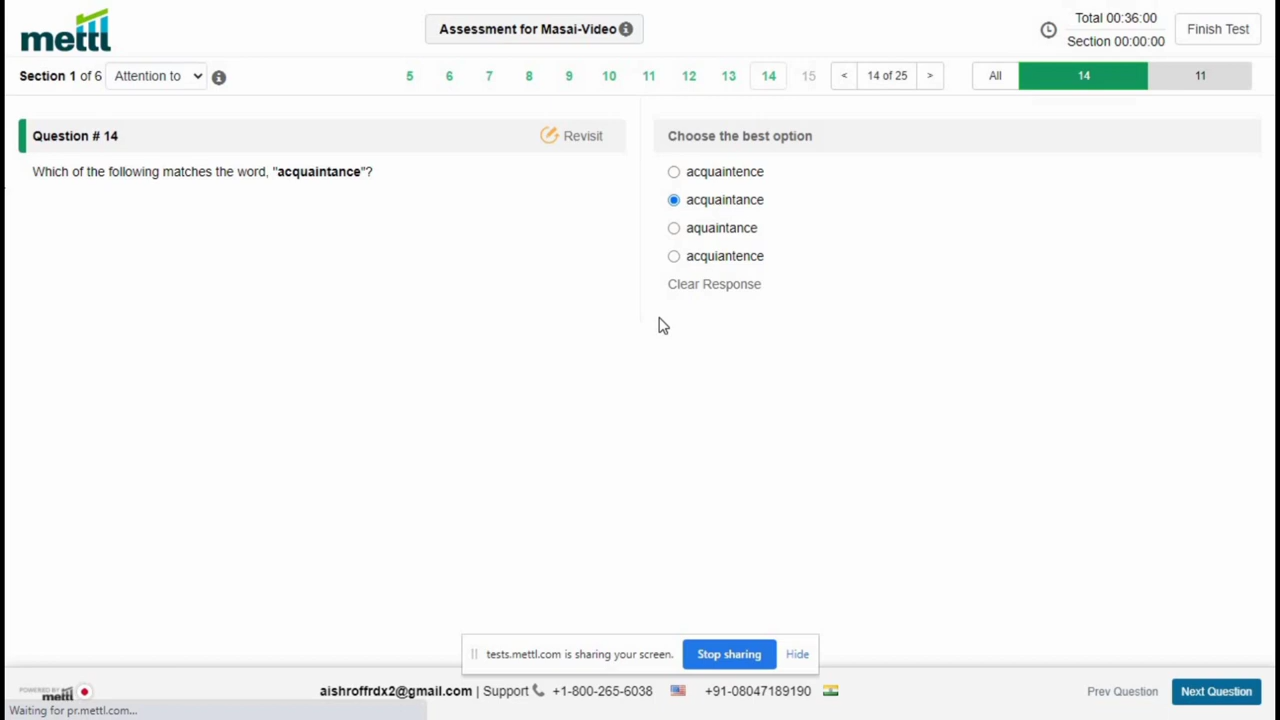 mettl
Assessment for Masai-Video
Total 00:36:00
Section 00:00:00
Finish Test
Section 1 of 6
Attention to
5 6 7 8 9 10 11 12 13 14 15
< 14 of 25 >
All 14 11
Question # 14
Revisit
Which of the following matches the word, "acquaintance"?
Choose the best option
acquaintence
acquaintance
aquaintance
acquiantence
Clear Response
tests.mettl.com is sharing your screen. Stop sharing Hide
POWERED BY
mettl
aishroffrdx2@gmail.com | Support +1-800-265-6038 +91-08047189190
Prev Question
Next Question
Waiting for pr.mettl.com...